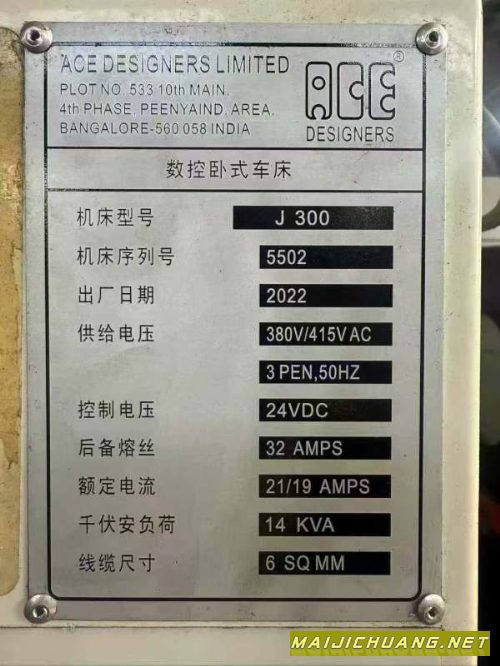 ACE DESIGNERS LIMITED
PLOT NO. 533 10th MAIN.
4th PHASE, PEENYAIND, AREA.
BANGALORE-560 058 INDIA
ACE ®
DESIGNERS
数控卧式车床
机床型号 J 300
机床序列号 5502
出厂日期 2022
供给电压 380V/415V AC
3 PEN,50HZ
控制电压 24VDC
后备熔丝 32 AMPS
额定电流 21/19 AMPS
千伏安负荷 14 KVA
线缆尺寸 6 SQ MM
MAIJICHUANG.NET